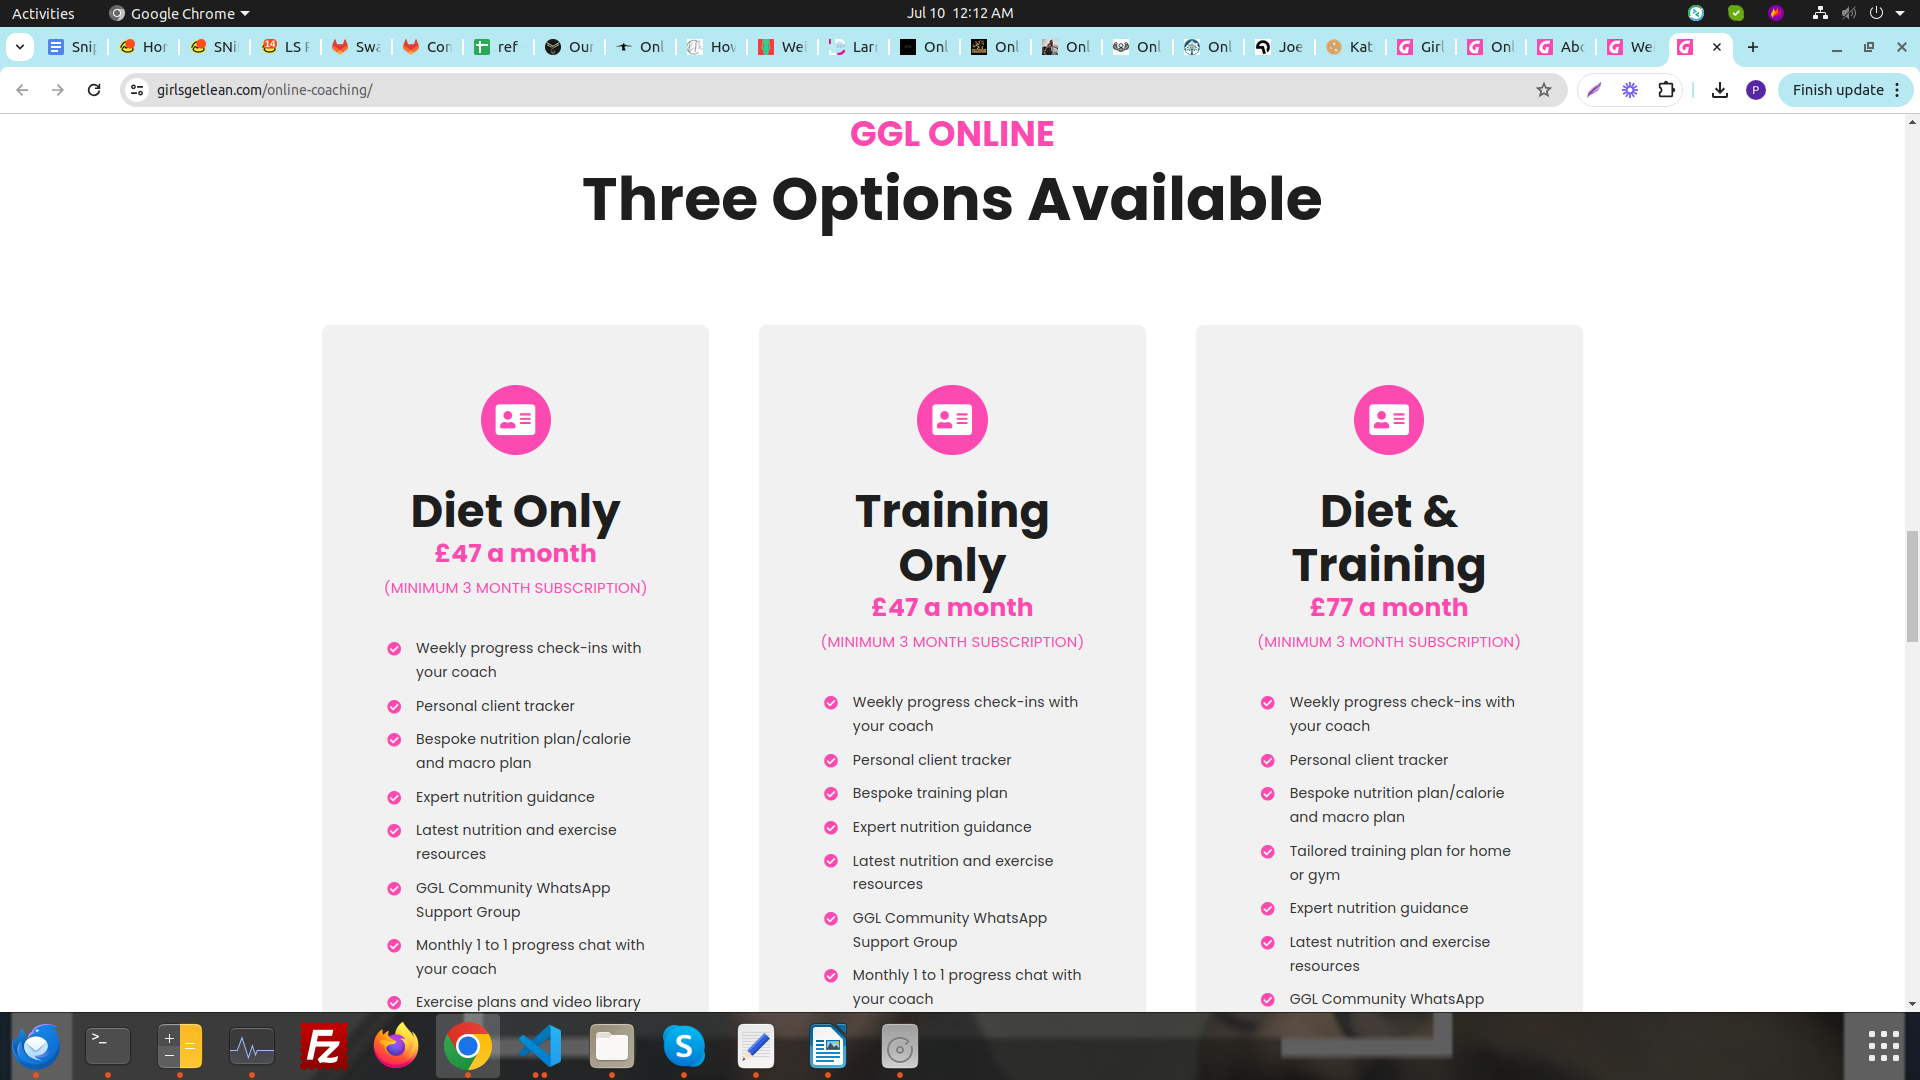 Activities
Google Chrome
Jul 10 12:12 AM
Snip
Hor
SNi
14
LS F
Swa
Con
ref
Our
Onl
Hov
Wei
Larr
Onl
Onl
Onl
Onl
Onl
Joe
Kat
Girl
Onl
Abo
We
girlsgetlean.com/online-coaching/
P
Finish update
GGL ONLINE
Three Options Available
Diet Only
£47 a month
(MINIMUM 3 MONTH SUBSCRIPTION)
Weekly progress check-ins with
your coach
Personal client tracker
Bespoke nutrition plan/calorie
and macro plan
Expert nutrition guidance
Latest nutrition and exercise
resources
GGL Community WhatsApp
Support Group
Monthly 1 to 1 progress chat with
your coach
Exercise plans and video library
Training
Only
£47 a month
(MINIMUM 3 MONTH SUBSCRIPTION)
Weekly progress check-ins with
your coach
Personal client tracker
Bespoke training plan
Expert nutrition guidance
Latest nutrition and exercise
resources
GGL Community WhatsApp
Support Group
Monthly 1 to 1 progress chat with
your coach
Diet &
Training
£77 a month
(MINIMUM 3 MONTH SUBSCRIPTION)
Weekly progress check-ins with
your coach
Personal client tracker
Bespoke nutrition plan/calorie
and macro plan
Tailored training plan for home
or gym
Expert nutrition guidance
Latest nutrition and exercise
resources
GGL Community WhatsApp